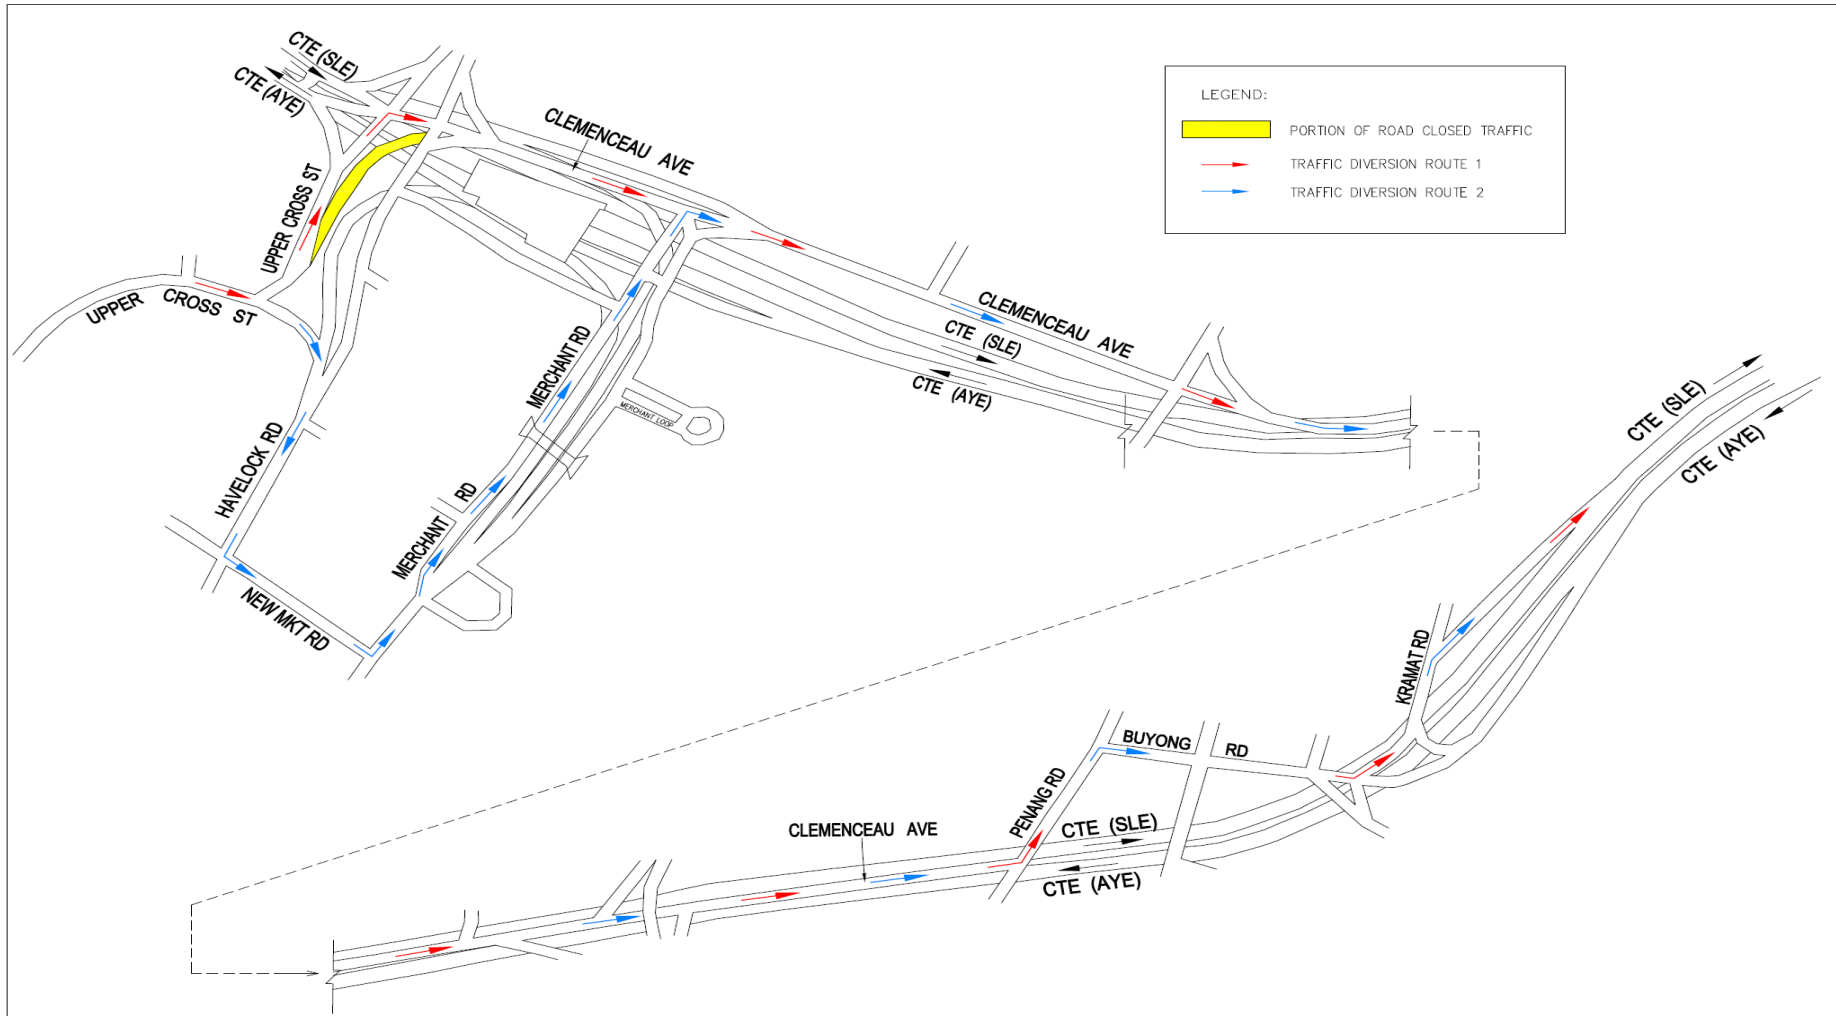 CTE (SLE)
CTE (AYE)
CLEMENCEAU AVE
LEGEND:
PORTION OF ROAD CLOSED TRAFFIC
TRAFFIC DIVERSION ROUTE 1
TRAFFIC DIVERSION ROUTE 2
UPPER CROSS ST
UPPER CROSS ST
CLEMENCEAU AVE
CTE (SLE)
CTE (AYE)
MERCHANT RD
MERCHANT LOOP
HAVELOCK RD
MERCHANT RD
NEW MKT RD
CTE (SLE)
CTE (AYE)
KRAMAT RD
BUYONG RD
PENANG RD
CLEMENCEAU AVE
CTE (SLE)
CTE (AYE)